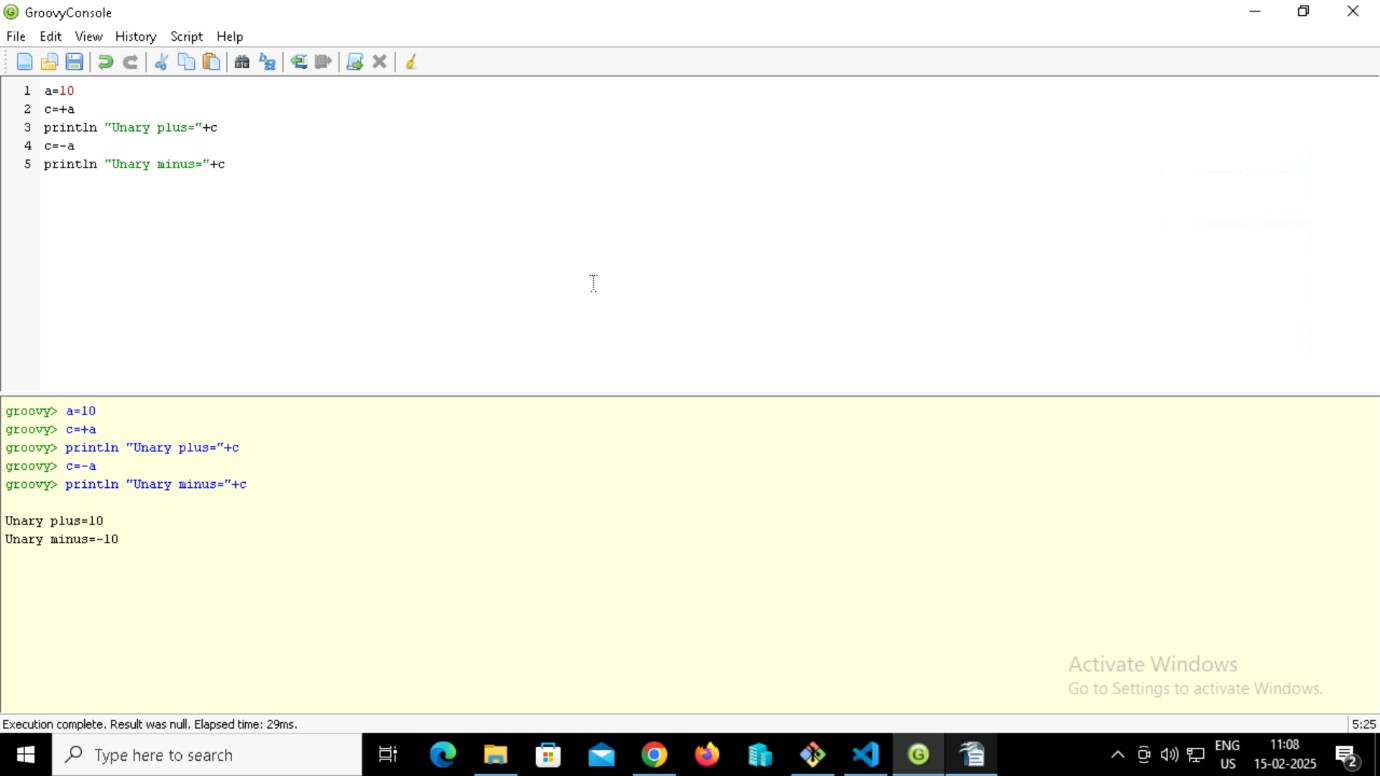 GroovyConsole
File Edit View History Script Help
1 a=10
2 c=+a
3 println "Unary plus="+c
4 c=-a
5 println "Unary minus="+c
groovy> a=10
groovy> c=+a
groovy> println "Unary plus="+c
groovy> c=-a
groovy> println "Unary minus="+c
Unary plus=10
Unary minus=-10
Activate Windows
Go to Settings to activate Windows.
Execution complete. Result was null. Elapsed time: 29ms. 5:25
Type here to search
ENG 11:08
US 15-02-2025 2